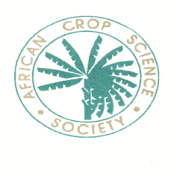 AFRICAN CROP SCIENCE
• SOCIETY •